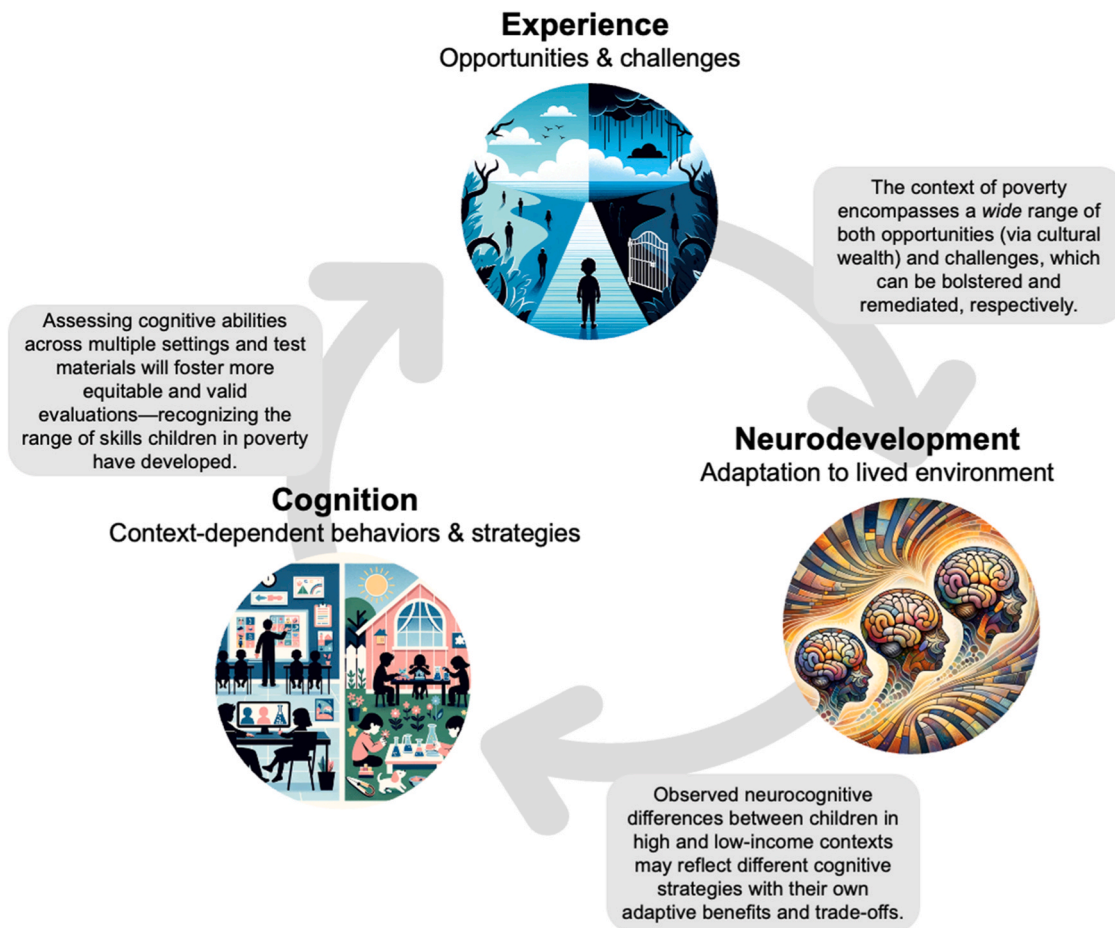 Experience
Opportunities & challenges
The context of poverty
encompasses a wide range of
both opportunities (via cultural
wealth) and challenges, which
can be bolstered and
remediated, respectively.
Assessing cognitive abilities
across multiple settings and test
materials will foster more
equitable and valid
evaluations—recognizing the
range of skills children in poverty
have developed.
Neurodevelopment
Adaptation to lived environment
Cognition
Context-dependent behaviors & strategies
Observed neurocognitive
differences between children in
high and low-income contexts
may reflect different cognitive
strategies with their own
adaptive benefits and trade-offs.